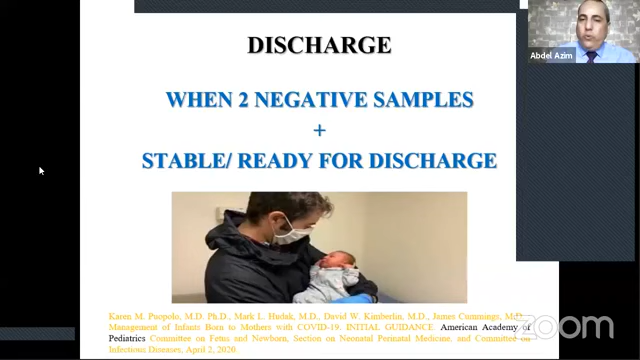 DISCHARGE
Abdel Azim
WHEN 2 NEGATIVE SAMPLES
+
STABLE/ READY FOR DISCHARGE
Karen M. Puopolo, M.D. Ph.D., Mark L. Hudak, M.D., David W. Kimberlin, M.D., James Cummings, M.D.
Management of Infants Born to Mothers with COVID-19. INITIAL GUIDANCE. American Academy of
Pediatrics Committee on Fetus and Newborn, Section on Neonatal Perinatal Medicine, and Committee on
Infectious Diseases, April 2, 2020
zoom